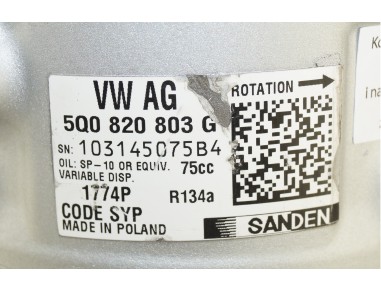 VW AG
ROTATION
5Q0 820 803 G
SN: 103145075B4
OIL: SP-10 OR EQUIV. 75cc
VARIABLE DISP.
1774P R134a
CODE SYP
MADE IN POLAND
SANDEN
i na